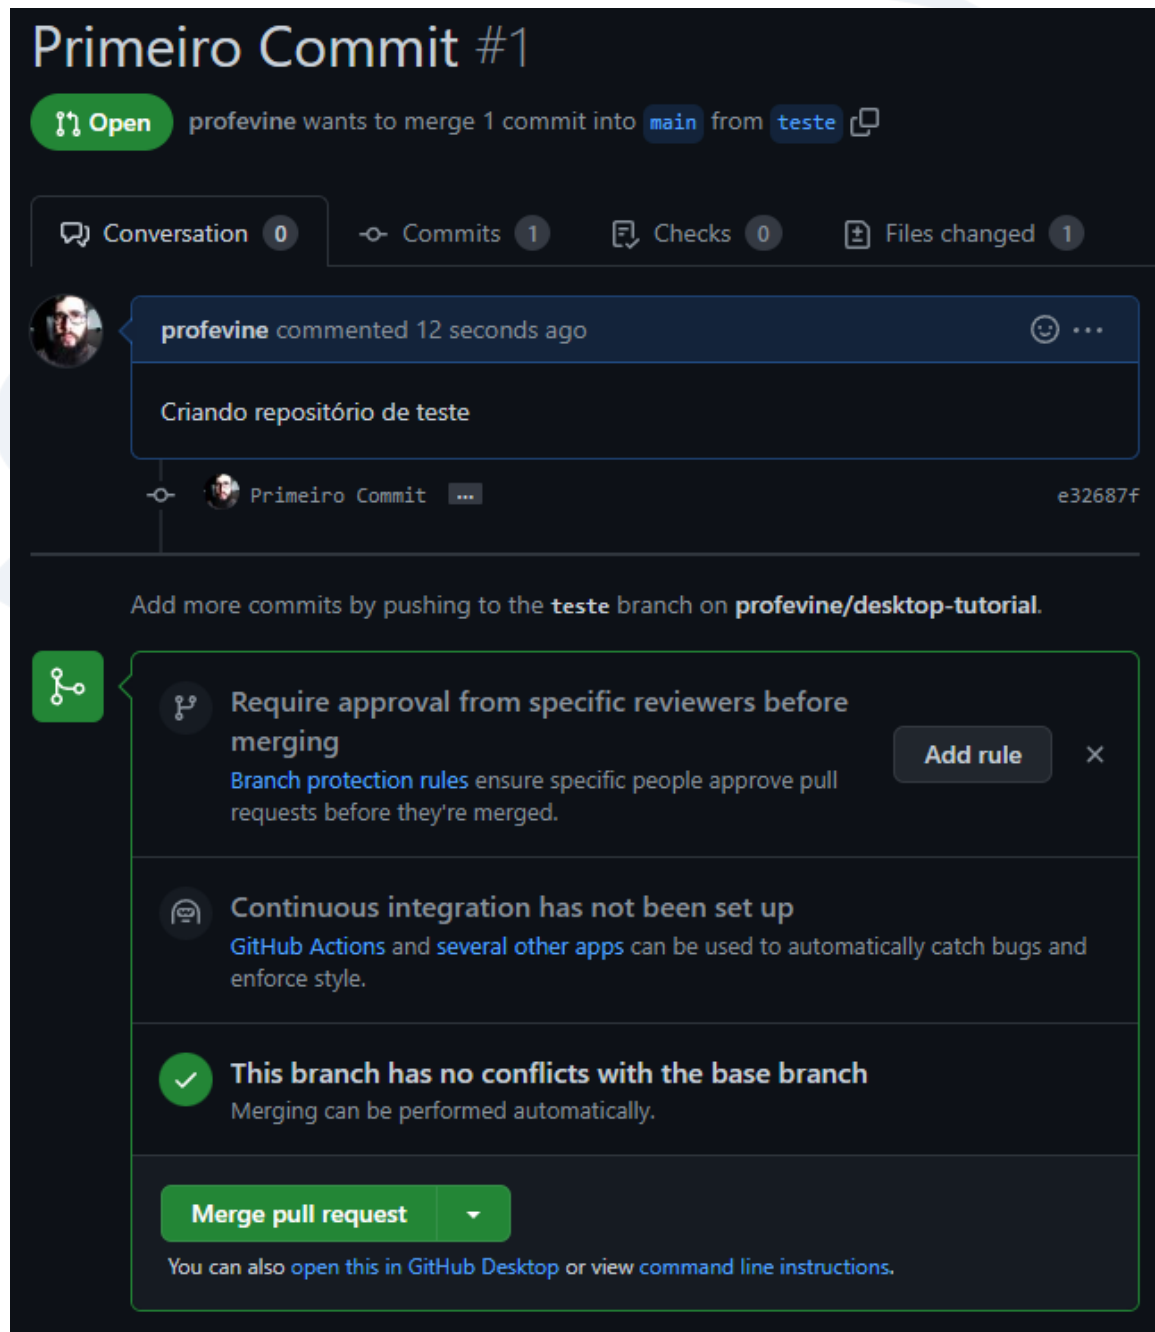 Primeiro Commit #1
Open profevine wants to merge 1 commit into main from teste
Conversation 0 Commits 1 Checks 0 Files changed 1
profevine commented 12 seconds ago
Criando repositório de teste
Primeiro Commit ... e32687f
Add more commits by pushing to the teste branch on profevine/desktop-tutorial.
Require approval from specific reviewers before
merging
Branch protection rules ensure specific people approve pull
requests before they're merged.
Add rule
Continuous integration has not been set up
GitHub Actions and several other apps can be used to automatically catch bugs and
enforce style.
This branch has no conflicts with the base branch
Merging can be performed automatically.
Merge pull request
You can also open this in GitHub Desktop or view command line instructions.